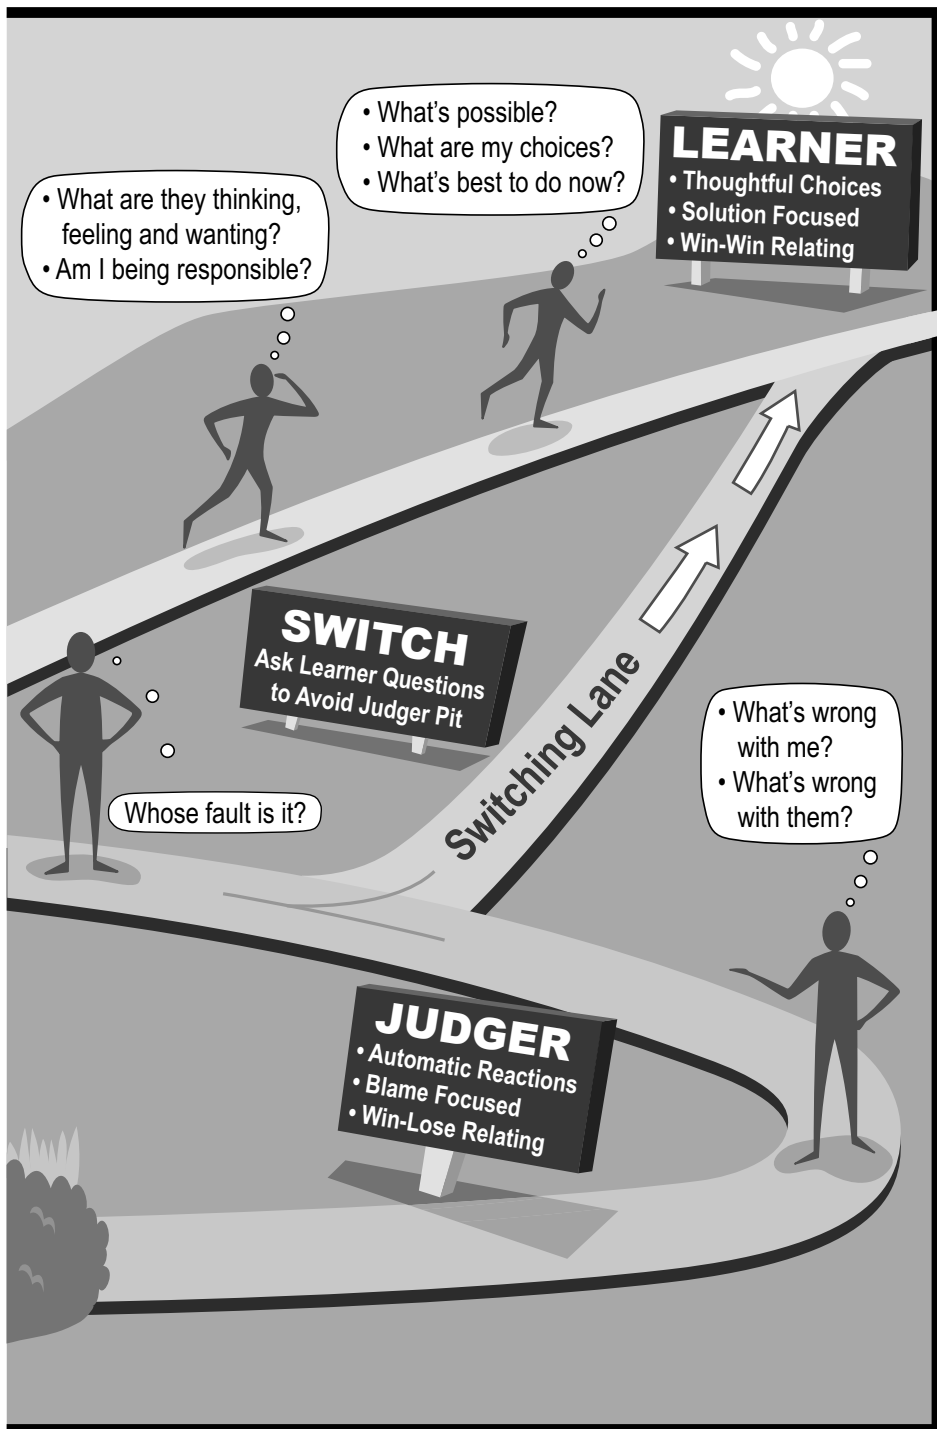 • What's possible?
• What are my choices?
• What's best to do now?
LEARNER
• Thoughtful Choices
• Solution Focused
• Win-Win Relating
• What are they thinking,
feeling and wanting?
• Am I being responsible?
SWITCH
Ask Learner Questions
to Avoid Judger Pit
Switching Lane
• What's wrong
with me?
• What's wrong
with them?
Whose fault is it?
JUDGER
• Automatic Reactions
• Blame Focused
• Win-Lose Relating